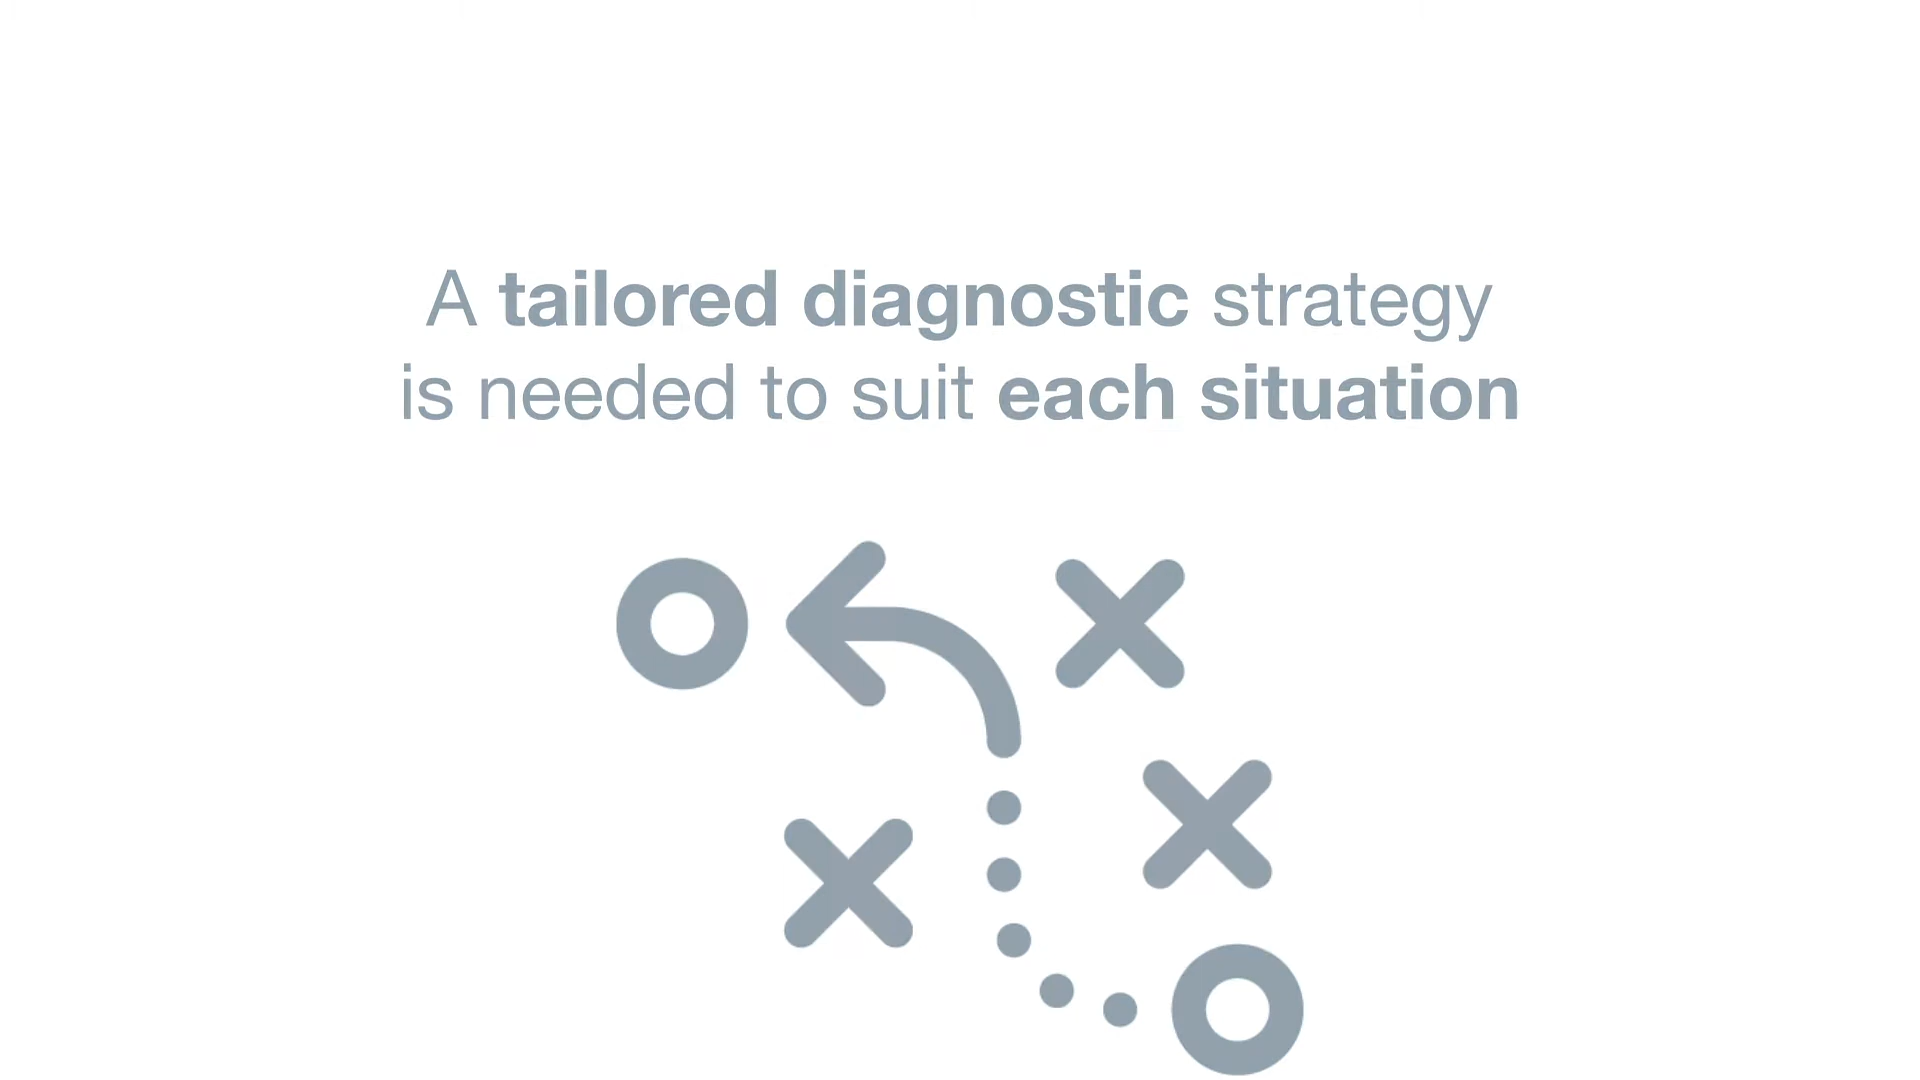 A tailored diagnostic strategy
is needed to suit each situation